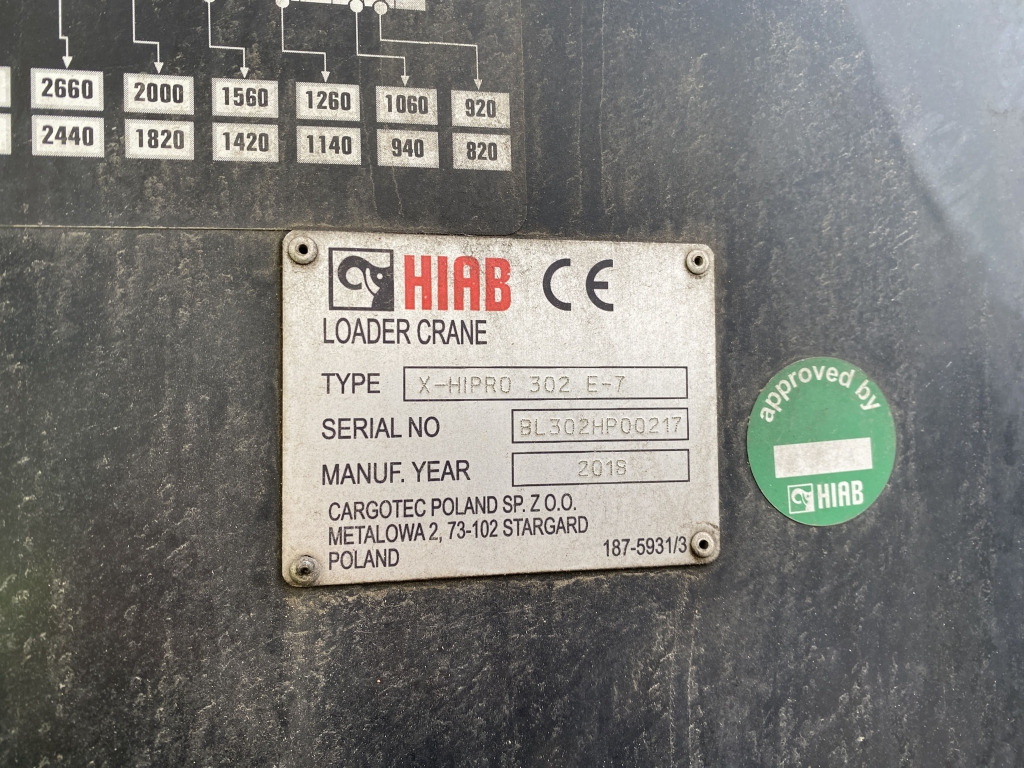 2660 2000 1560 1260 1060 920
2440 1820 1420 1140 940 820
HIAB CE
LOADER CRANE
TYPE X-HIPRO 302 E-7
SERIAL NO BL302HP00217
MANUF. YEAR 2018
CARGOTEC POLAND SP. Z O.O.
METALOWA 2, 73-102 STARGARD
POLAND 187-5931/3
approved by
HIAB